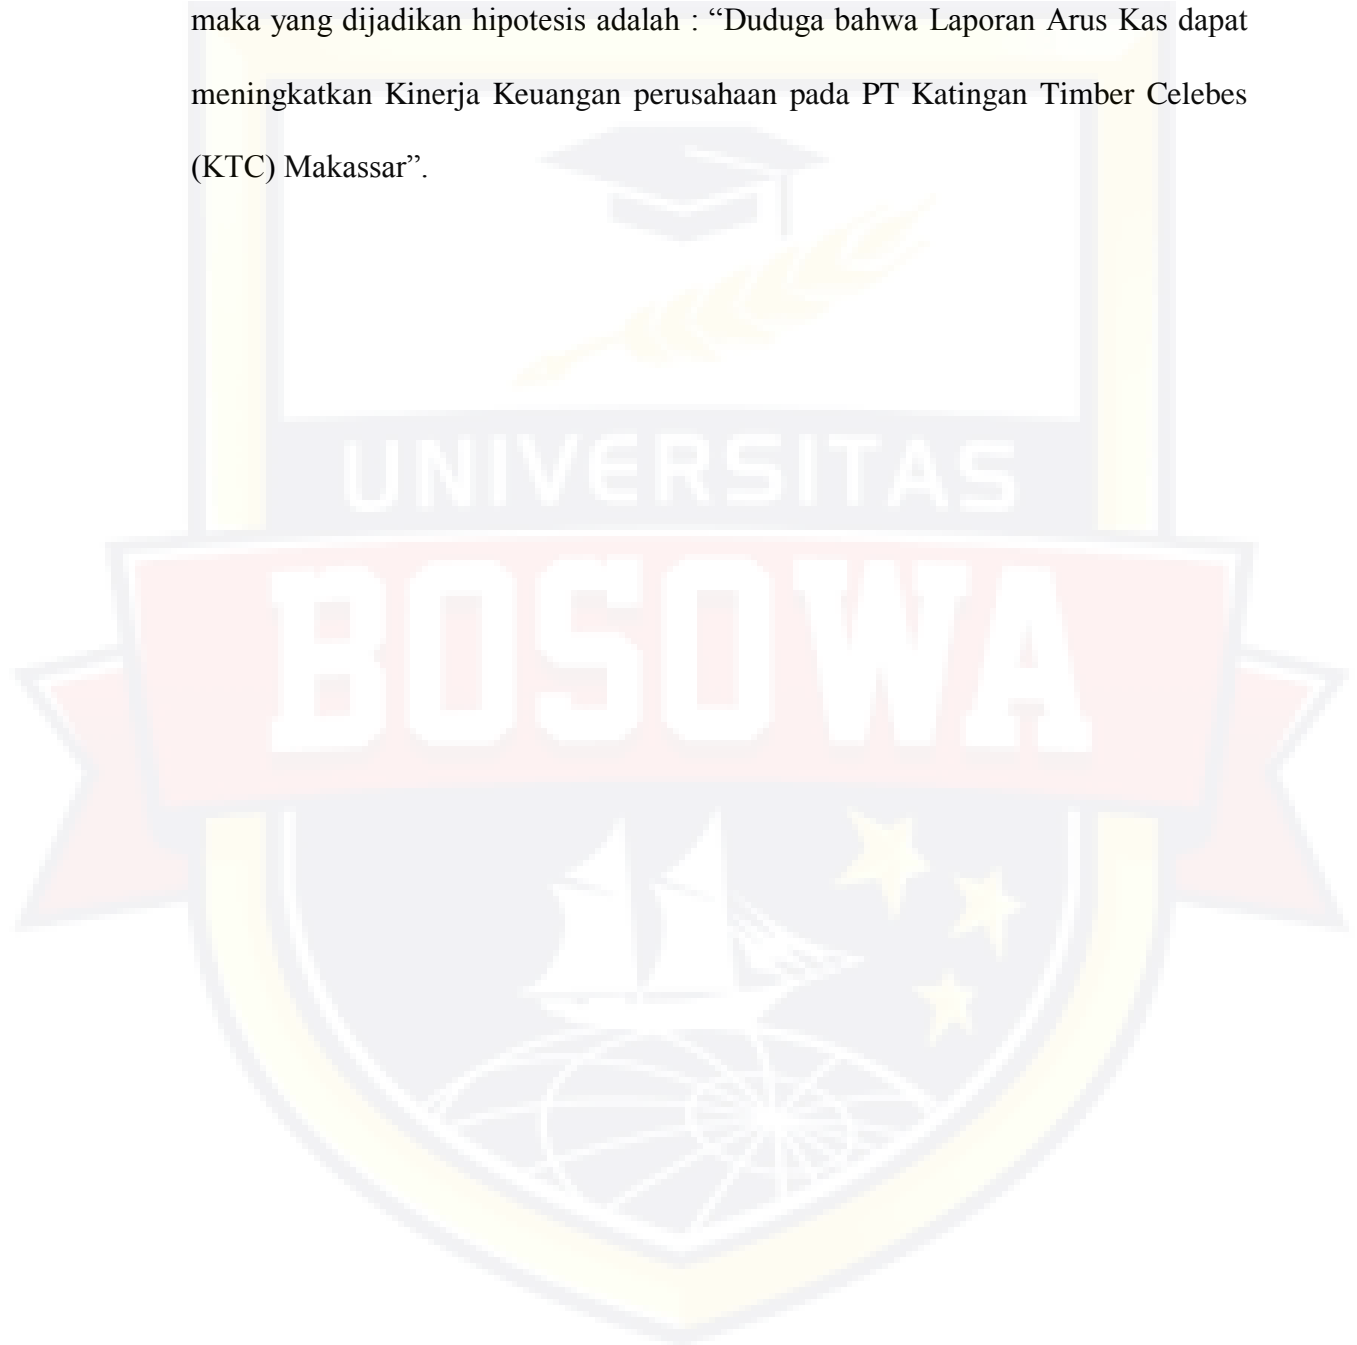 maka yang dijadikan hipotesis adalah : “Duduga bahwa Laporan Arus Kas dapat
meningkatkan Kinerja Keuangan perusahaan pada PT Katingan Timber Celebes
(KTC) Makassar”.
UNIVERSITAS
BOSOWA